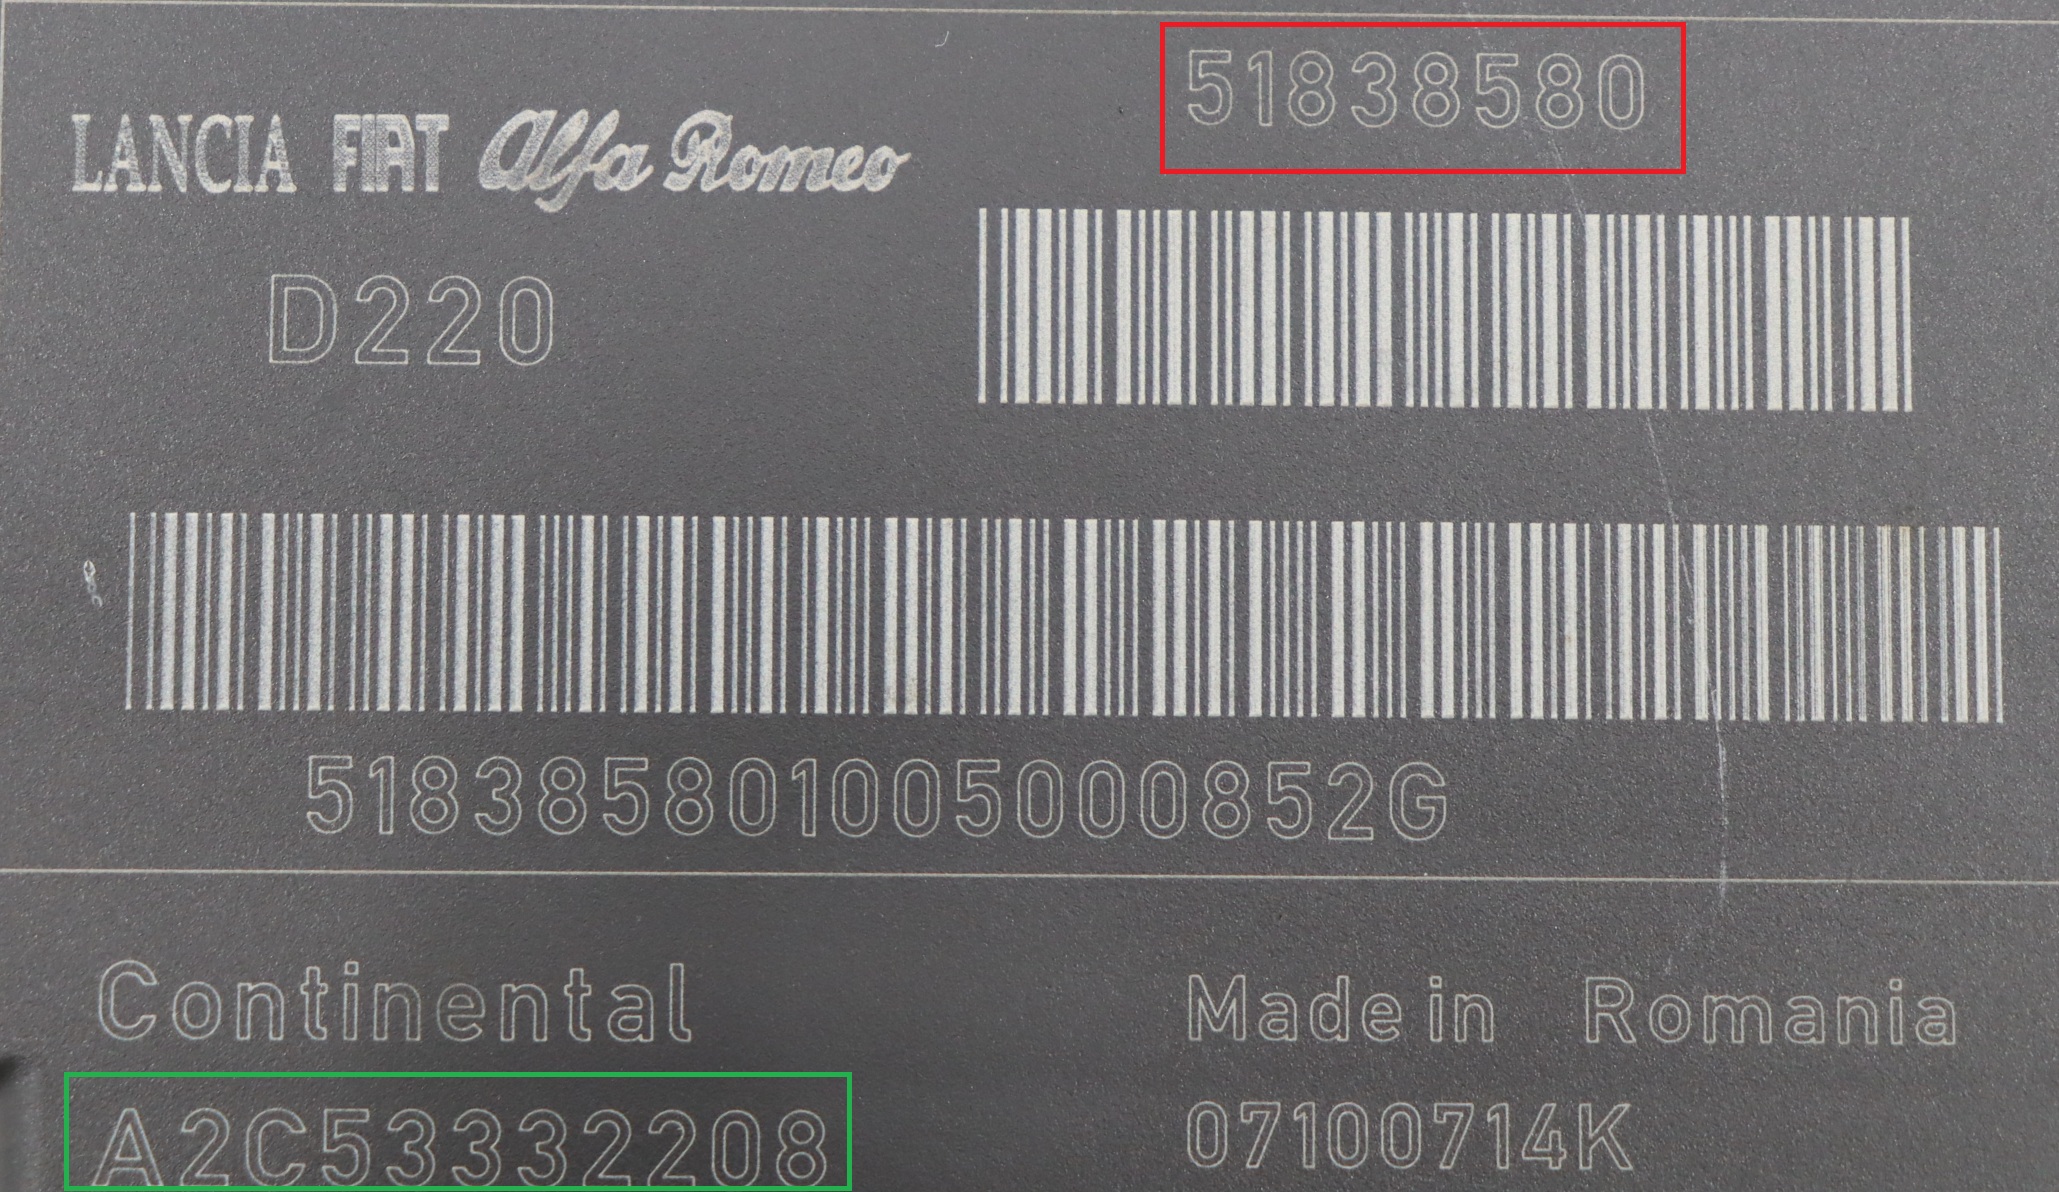 51838580
LANCIA FIAT Alfa Romeo
D220
518385801005000852G
Continental
Made in Romania
A2C53332208
07100714K